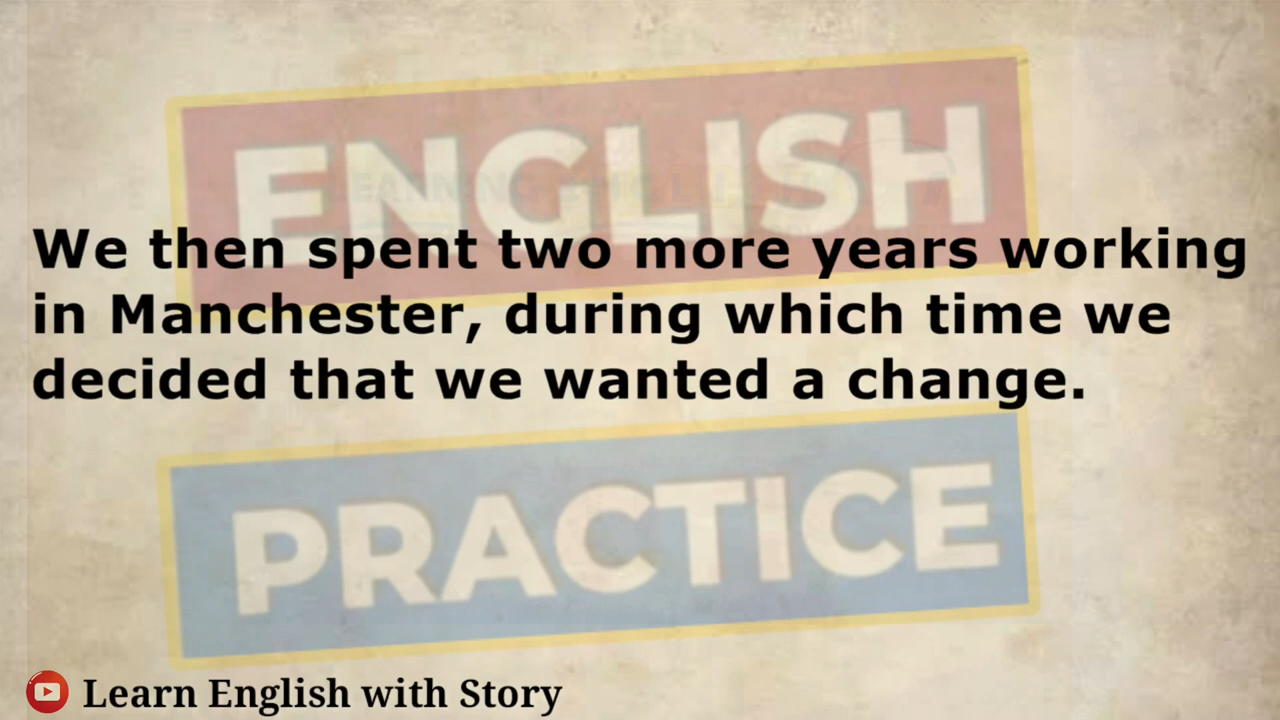 ENGLISH
We then spent two more years working
in Manchester, during which time we
decided that we wanted a change.
PRACTICE
Learn English with Story